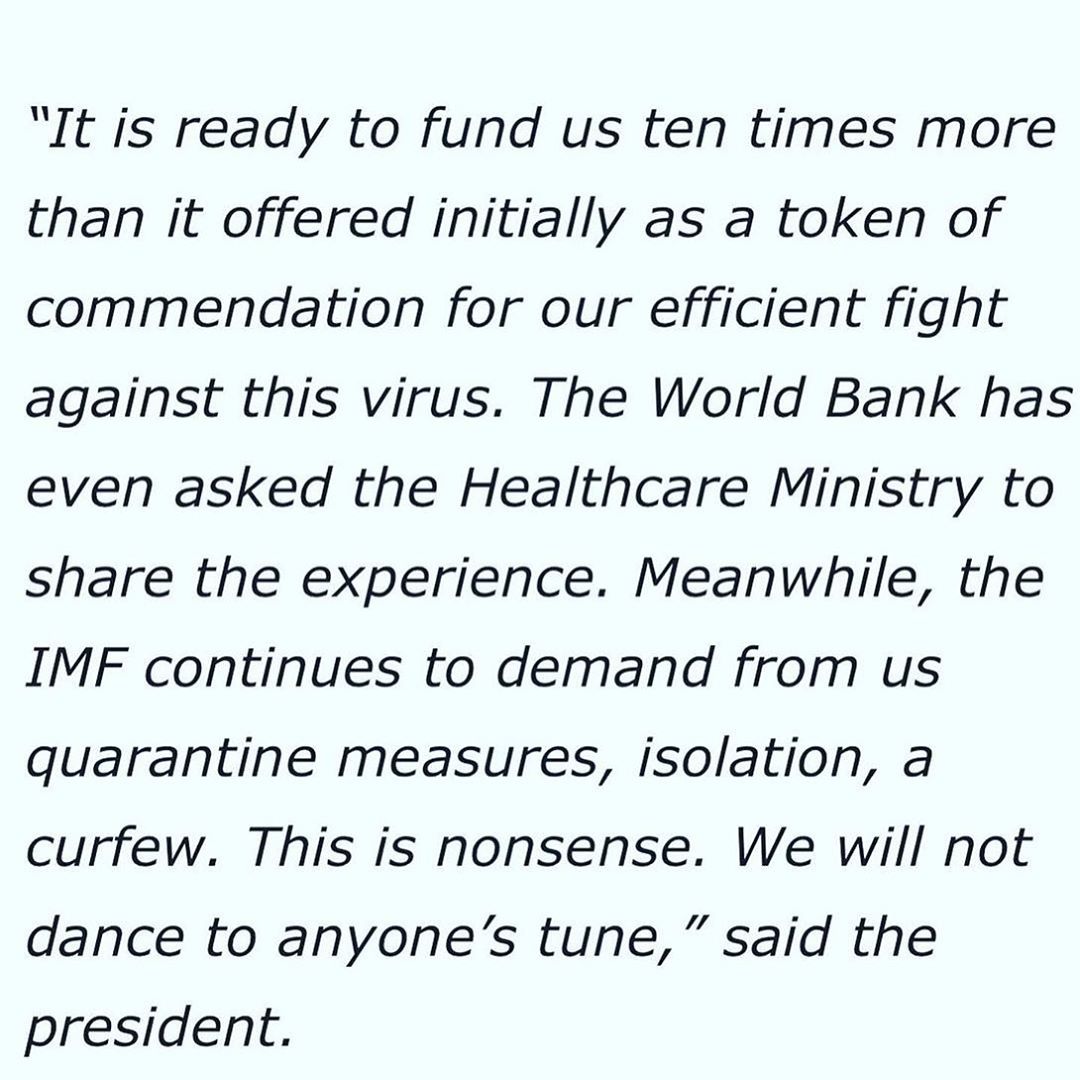 “It is ready to fund us ten times more
than it offered initially as a token of
commendation for our efficient fight
against this virus. The World Bank has
even asked the Healthcare Ministry to
share the experience. Meanwhile, the
IMF continues to demand from us
quarantine measures, isolation, a
curfew. This is nonsense. We will not
dance to anyone’s tune,” said the
president.